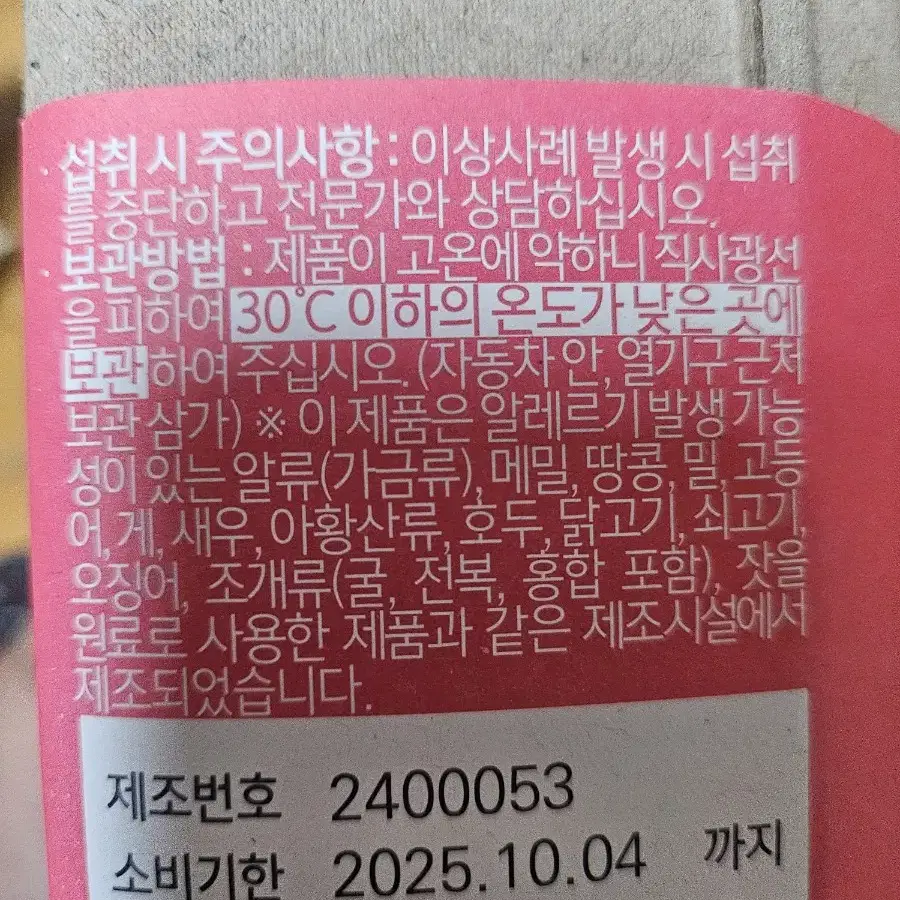 섭취 시 주의사항 : 이상사례 발생 시 섭취
를 중단하고 전문가와 상담하십시오.
보관방법 : 제품이 고온에 약하니 직사광선
을 피하여 30℃ 이하의 온도가 낮은 곳에
보관하여 주십시오. (자동차 안, 열기구 근처
보관 삼가) ※ 이 제품은 알레르기 발생 가능
성이 있는 알류(가금류), 메밀, 땅콩, 밀, 고등
어, 게, 새우, 아황산류, 호두, 닭고기, 쇠고기,
오징어, 조개류(굴, 전복, 홍합 포함), 잣을
원료로 사용한 제품과 같은 제조시설에서
제조되었습니다.
제조번호 2400053
소비기한 2025.10.04 까지